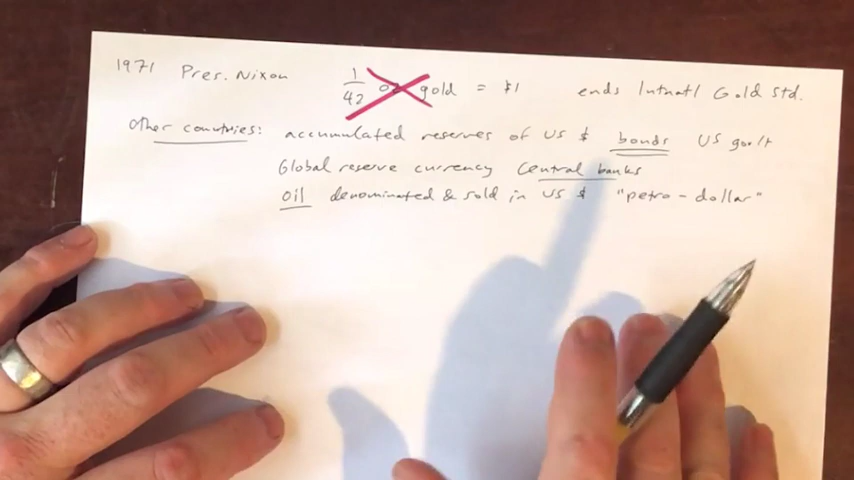 1971 Pres. Nixon 1/42 oz gold = $1 ends Intnat'l Gold Std.
Other countries: accumulated reserves of US $ bonds US gov't
Global reserve currency Central banks
Oil denominated & sold in US $ "petro-dollar"